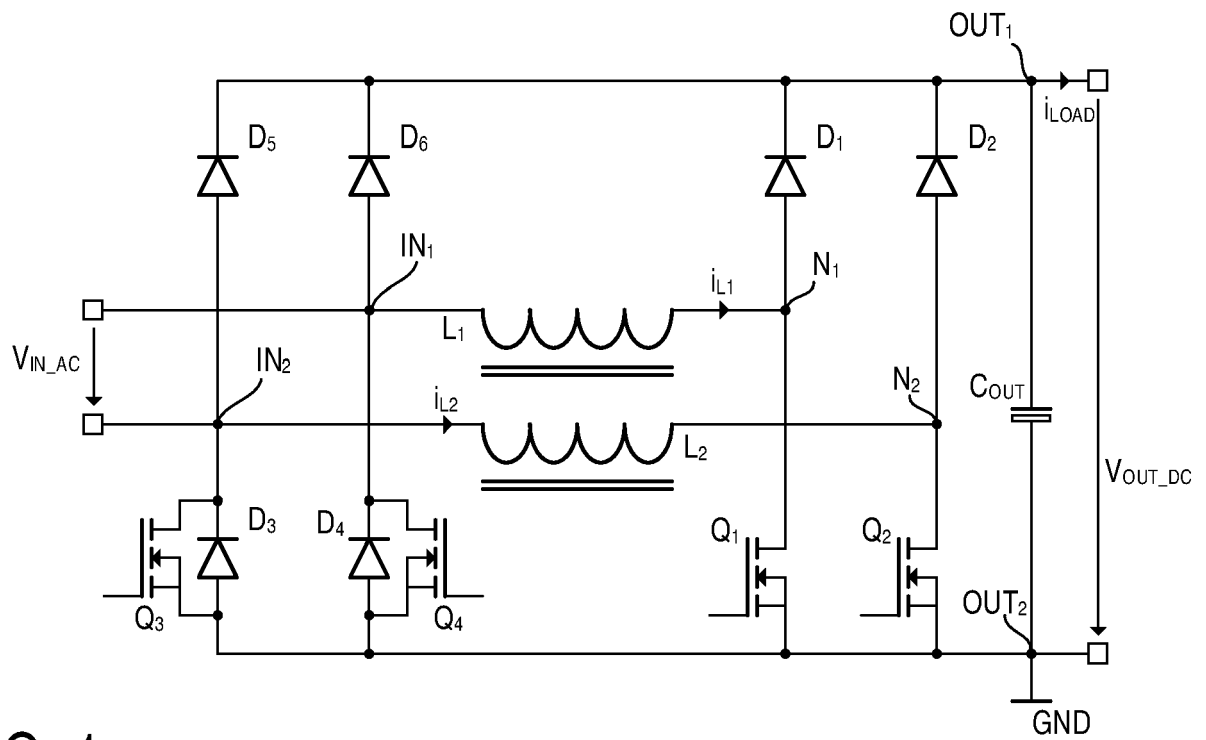 OUT1
iLOAD
D5
D6
D1
D2
IN1
iL1
N1
L1
VIN_AC
IN2
iL2
N2
COUT
L2
VOUT_DC
D3
D4
Q1
Q2
Q3
Q4
OUT2
GND